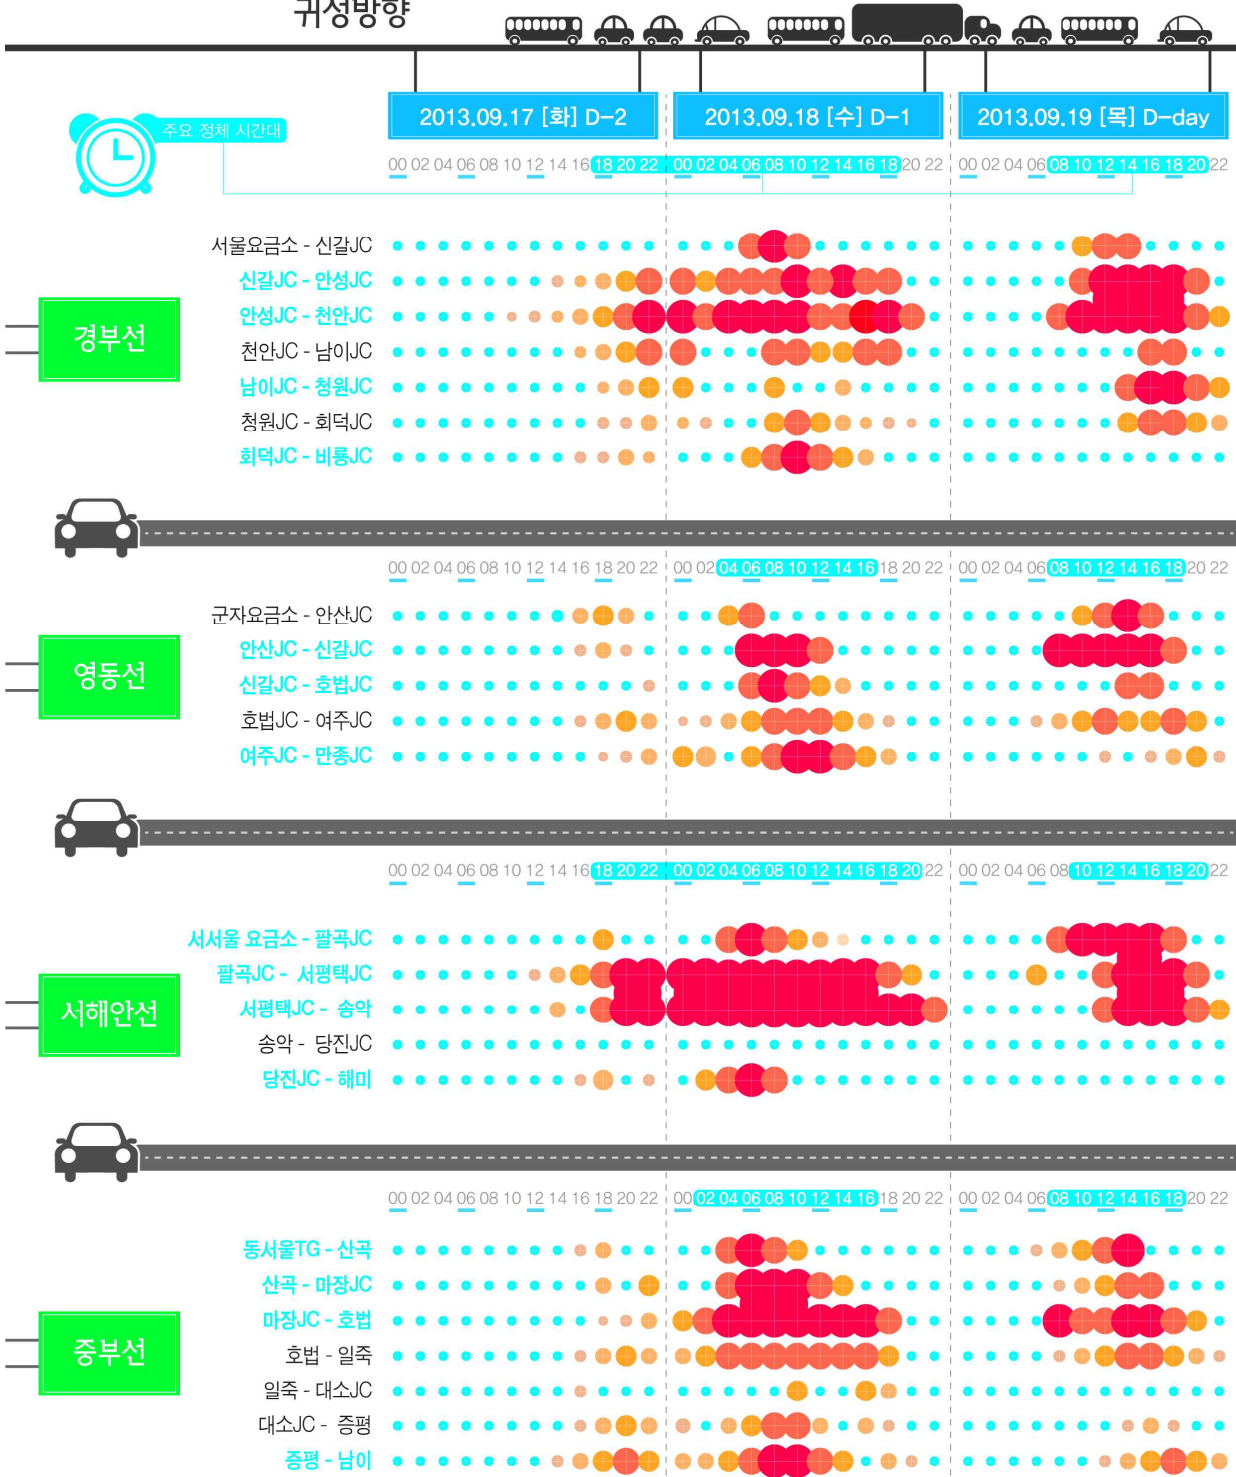 귀성방향
2013.09.17 [화] D-2
2013.09.18 [수] D-1
2013.09.19 [목] D-day
주요 정체 시간대
00 02 04 06 08 10 12 14 16 18 20 22 00 02 04 06 08 10 12 14 16 18 20 22 00 02 04 06 08 10 12 14 16 18 20 22
경부선
서울요금소 - 신갈JC
신갈JC - 안성JC
안성JC - 천안JC
천안JC - 남이JC
남이JC - 청원JC
청원JC - 회덕JC
회덕JC - 비룡JC
00 02 04 06 08 10 12 14 16 18 20 22 00 02 04 06 08 10 12 14 16 18 20 22 00 02 04 06 08 10 12 14 16 18 20 22
영동선
군자요금소 - 안산JC
안산JC - 신갈JC
신갈JC - 호법JC
호법JC - 여주JC
여주JC - 만종JC
00 02 04 06 08 10 12 14 16 18 20 22 00 02 04 06 08 10 12 14 16 18 20 22 00 02 04 06 08 10 12 14 16 18 20 22
서해안선
서서울 요금소 - 팔곡JC
팔곡JC - 서평택JC
서평택JC - 송악
송악 - 당진JC
당진JC - 해미
00 02 04 06 08 10 12 14 16 18 20 22 00 02 04 06 08 10 12 14 16 18 20 22 00 02 04 06 08 10 12 14 16 18 20 22
중부선
동서울TG - 산곡
산곡 - 마장JC
마장JC - 호법
호법 - 일죽
일죽 - 대소JC
대소JC - 증평
증평 - 남이